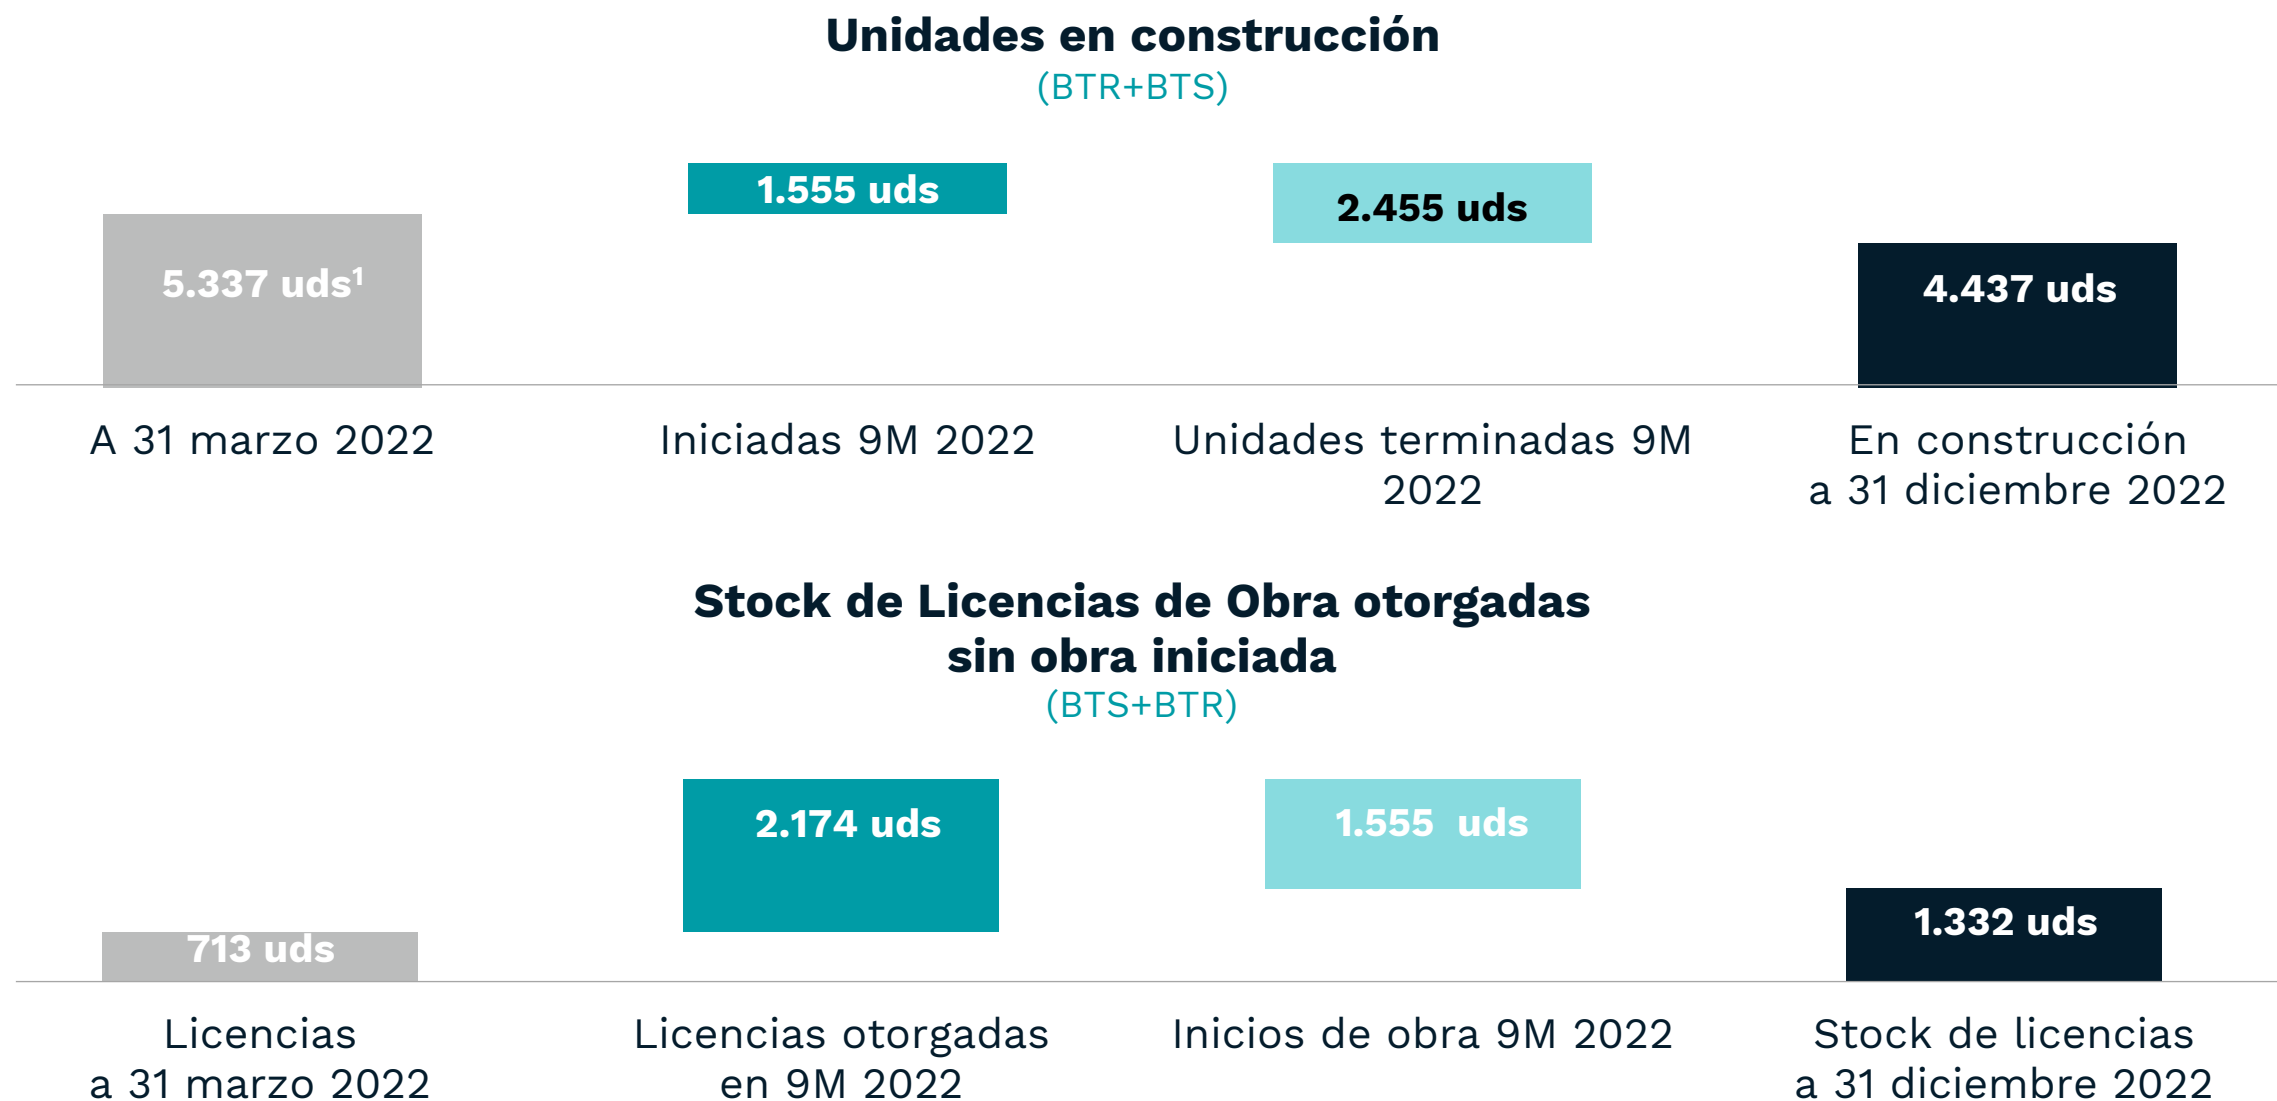 Unidades en construcción
(BTR+BTS)
1.555 uds
2.455 uds
5.337 uds¹
4.437 uds
A 31 marzo 2022
Iniciadas 9M 2022
Unidades terminadas 9M
2022
En construcción
a 31 diciembre 2022
Stock de Licencias de Obra otorgadas
sin obra iniciada
(BTS+BTR)
2.174 uds
1.555 uds
713 uds
1.332 uds
Licencias
a 31 marzo 2022
Licencias otorgadas
en 9M 2022
Inicios de obra 9M 2022
Stock de licencias
a 31 diciembre 2022